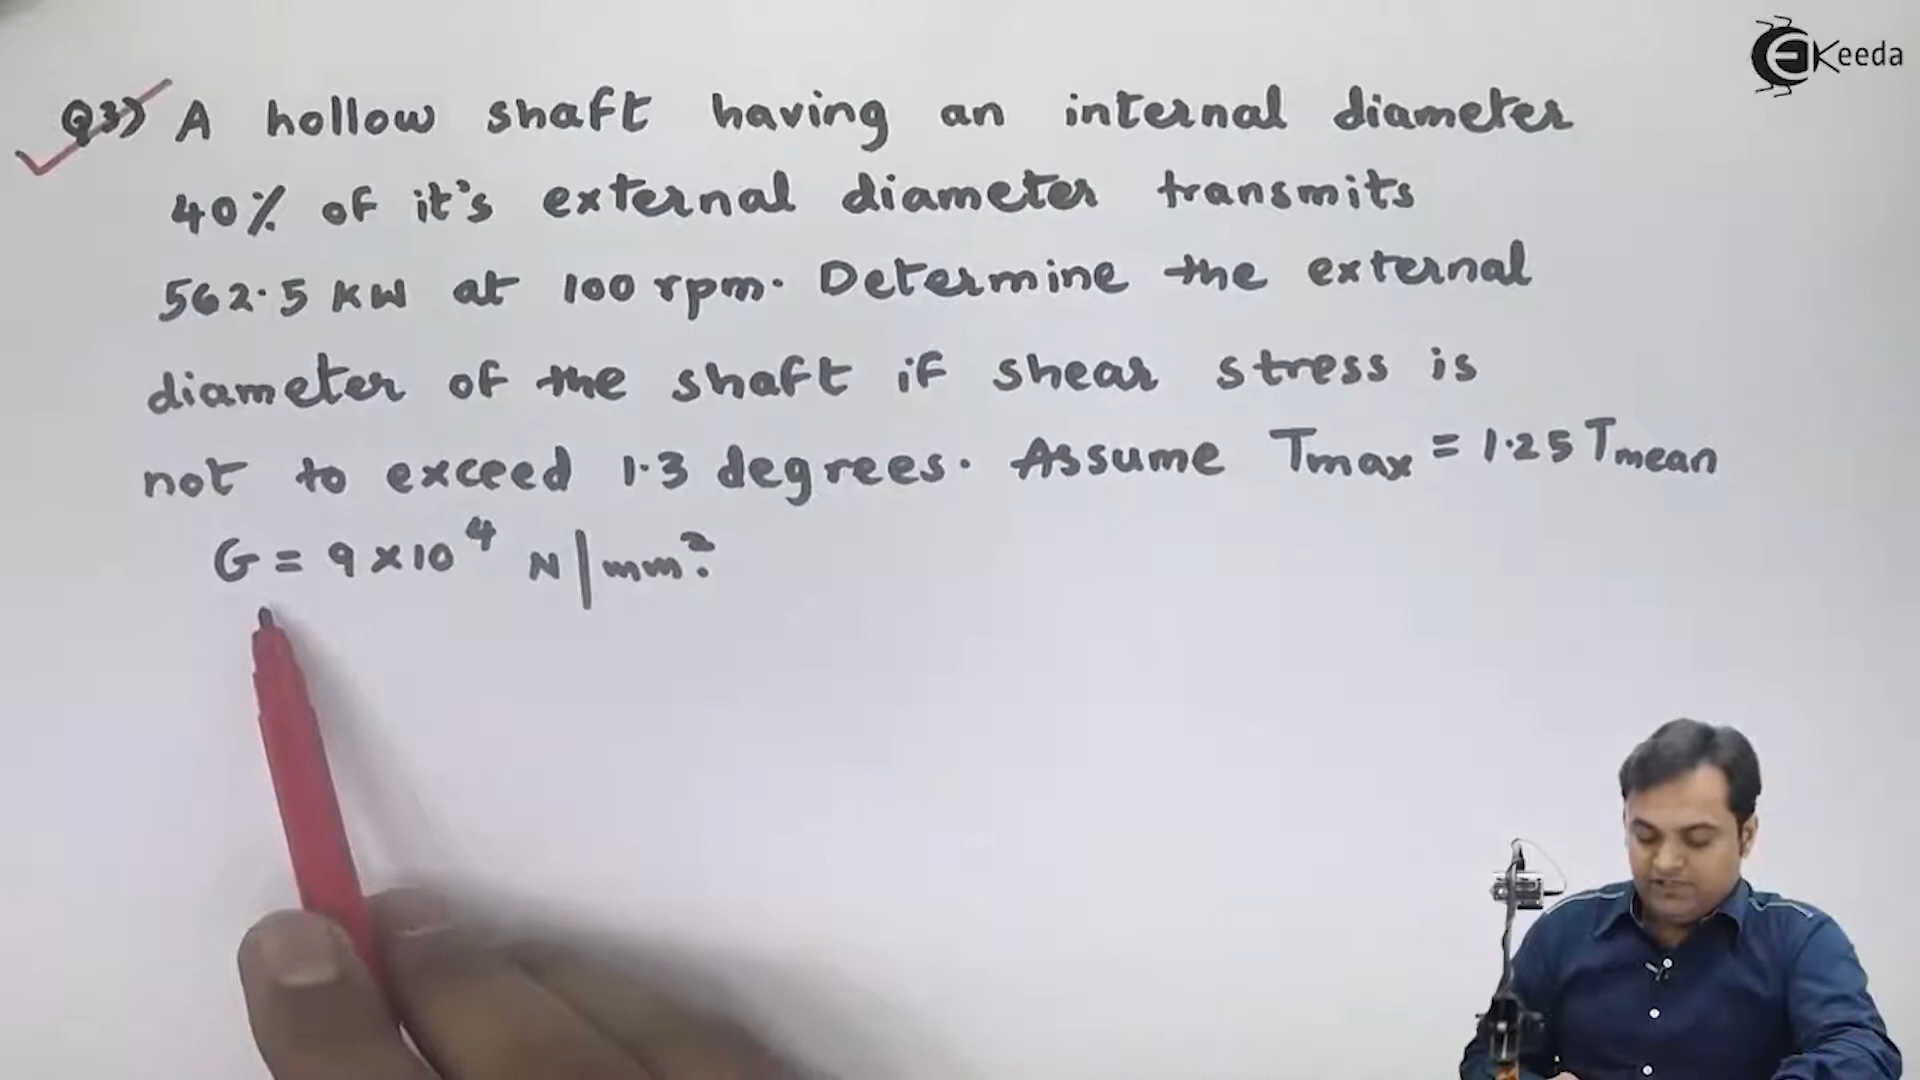 EKeeda
Q3) A hollow shaft having an internal diameter
40% of it's external diameter transmits
562.5 KW at 100 rpm. Determine the external
diameter of the shaft if shear stress is
not to exceed 1.3 degrees. Assume Tmax = 1.25 Tmean
G = 9×10⁴ N/mm².